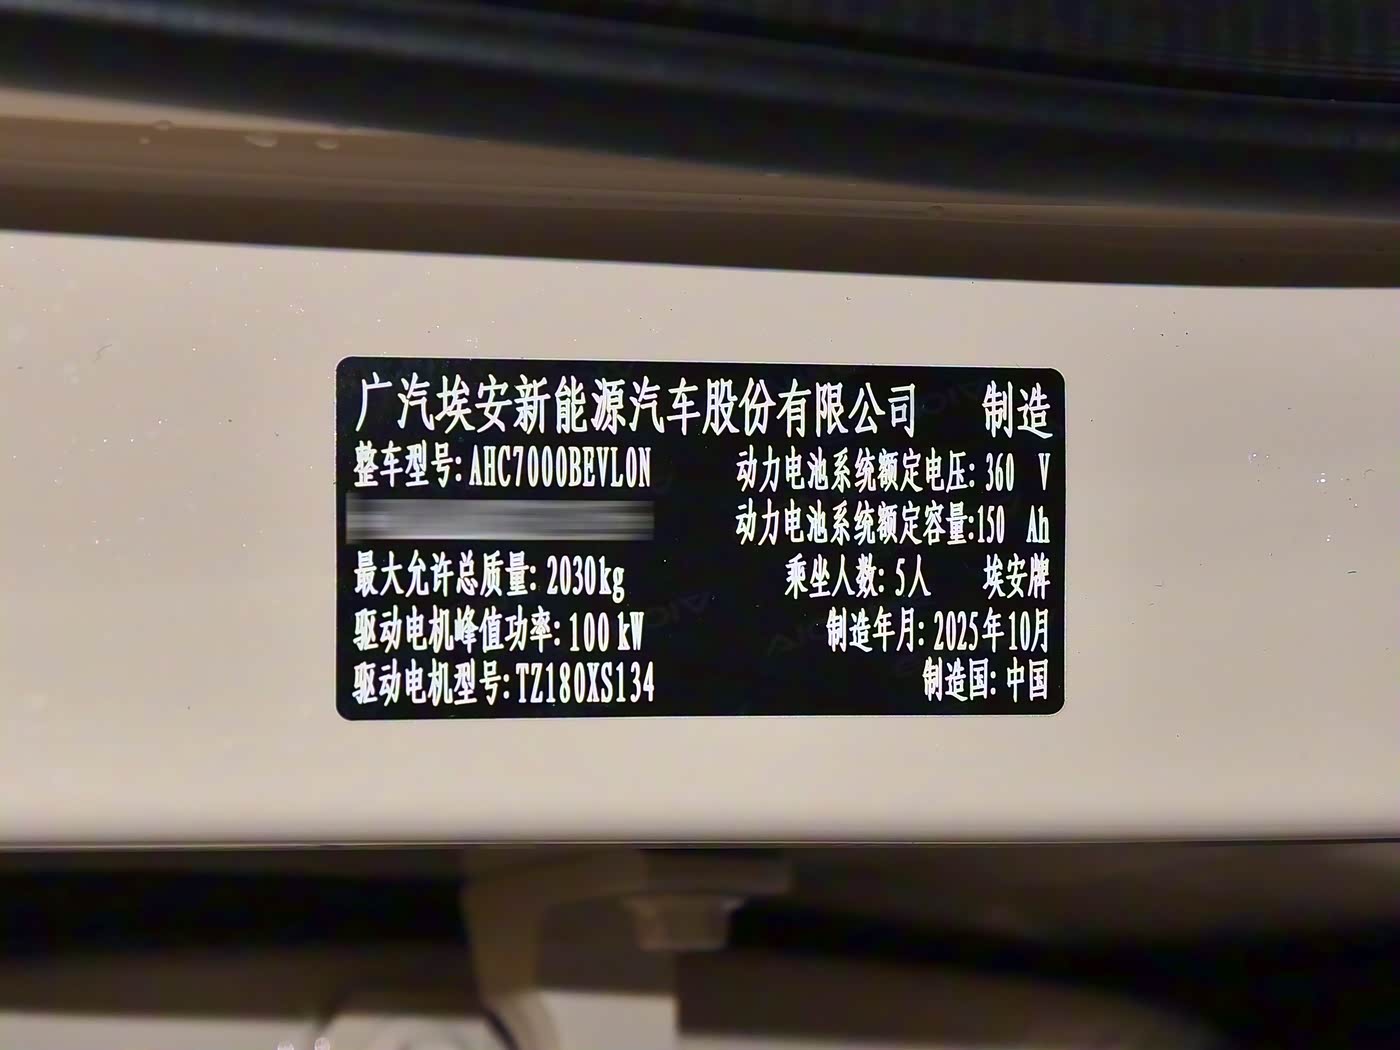 广汽埃安新能源汽车股份有限公司 制造
整车型号:AHC7000BEVL0N 动力电池系统额定电压: 360 V
动力电池系统额定容量:150 Ah
最大允许总质量: 2030kg 乘坐人数: 5人 埃安牌
驱动电机峰值功率: 100 kW 制造年月: 2025年10月
驱动电机型号:TZ180XS134 制造国: 中国